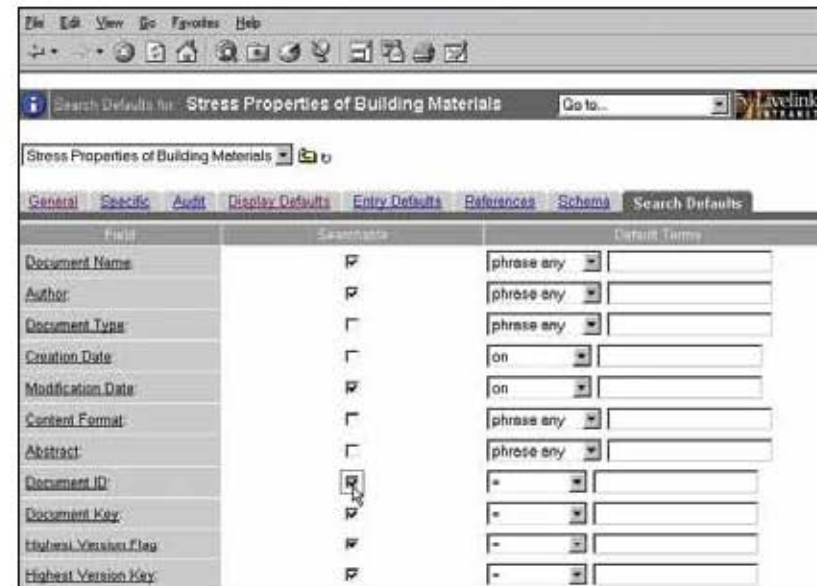 File Edit View Go Favorites Help
Search Defaults for Stress Properties of Building Materials Go to... Livelink
INTRANET
Stress Properties of Building Materials
General Specific Audit Display Defaults Entry Defaults References Schema Search Defaults
Field Searchable Default Terms
Document Name: phrase any
Author: phrase any
Document Type: phrase any
Creation Date: on
Modification Date: on
Content Format: phrase any
Abstract: phrase any
Document ID: =
Document Key: =
Highest Version Flag: =
Highest Version Key: =